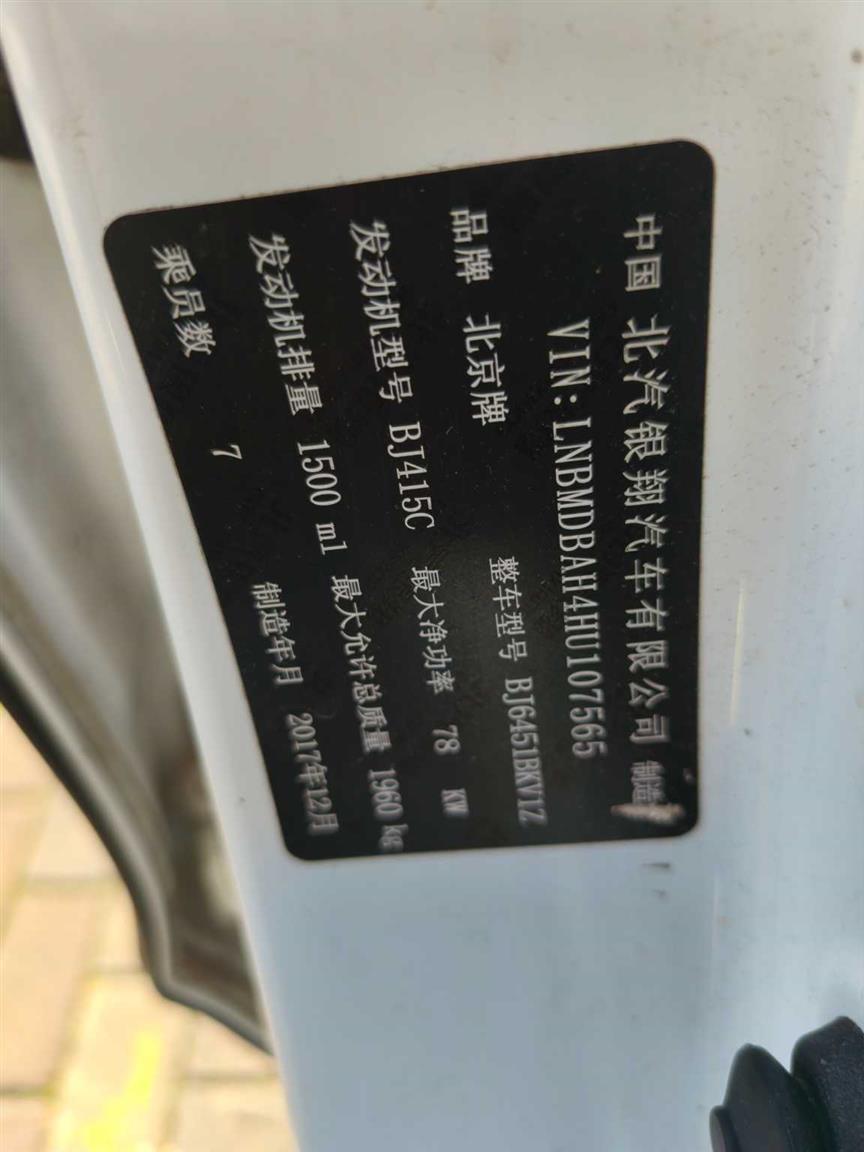 中国 北汽银翔汽车有限公司 制造
VIN:LNBMDBAH4HU107565
品牌 北京牌 整车型号 BJ6451BKV1Z
发动机型号 BJ415C 最大净功率 78 KW
发动机排量 1500 ml 最大允许总质量 1960 kg
乘员数 7 制造年月 2017年12月